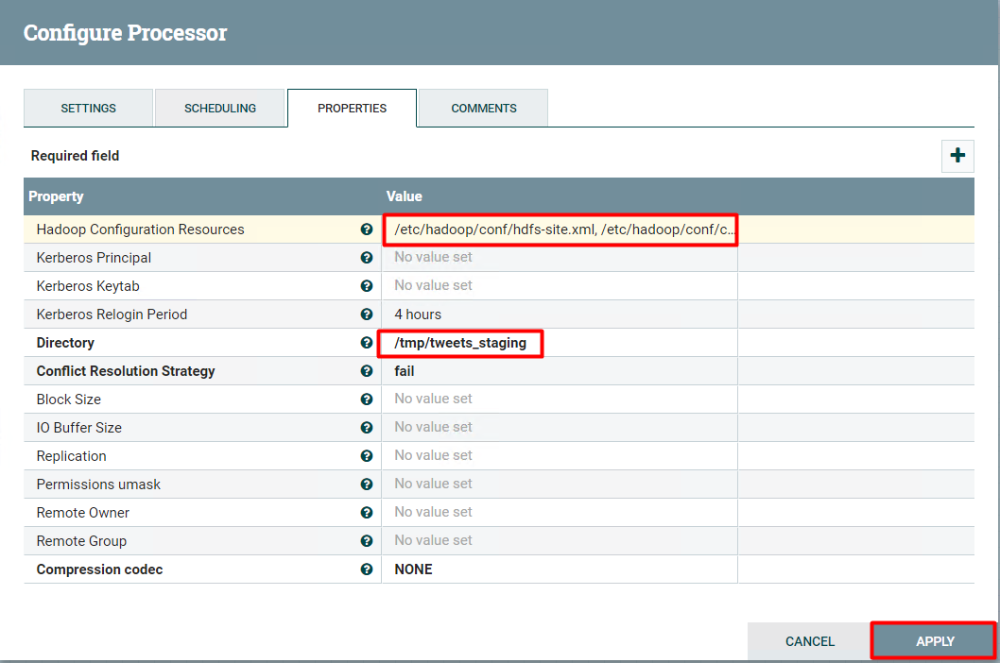 Configure Processor
SETTINGS SCHEDULING PROPERTIES COMMENTS
Required field
Property Value
Hadoop Configuration Resources /etc/hadoop/conf/hdfs-site.xml, /etc/hadoop/conf/c...
Kerberos Principal No value set
Kerberos Keytab No value set
Kerberos Relogin Period 4 hours
Directory /tmp/tweets_staging
Conflict Resolution Strategy fail
Block Size No value set
IO Buffer Size No value set
Replication No value set
Permissions umask No value set
Remote Owner No value set
Remote Group No value set
Compression codec NONE
CANCEL APPLY